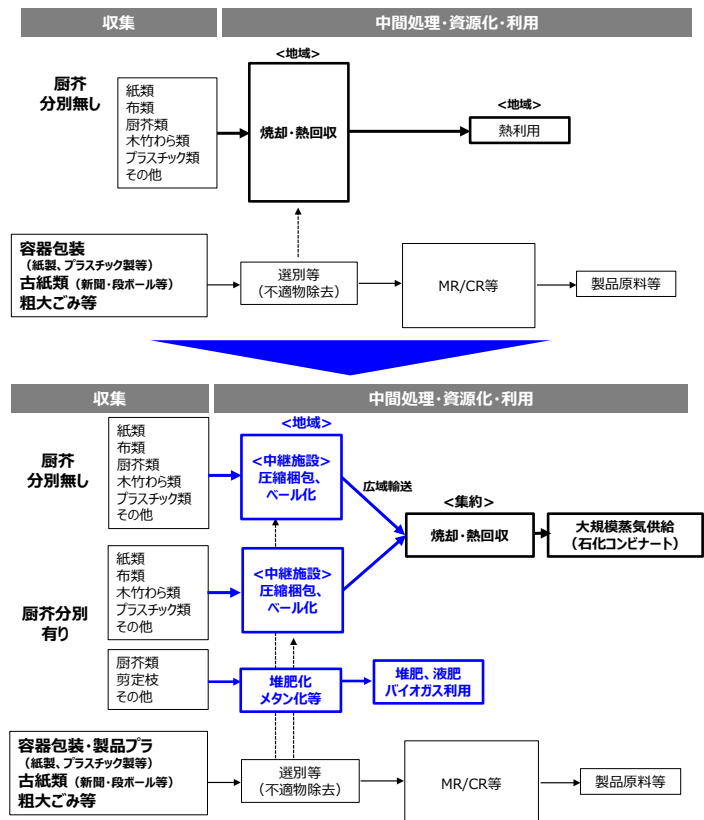 収集
中間処理・資源化・利用
<地域>
厨芥
分別無し
紙類
布類
厨芥類
木竹わら類
プラスチック類
その他
焼却・熱回収
<地域>
熱利用
容器包装
（紙製、プラスチック製等）
古紙類（新聞・段ボール等）
粗大ごみ等
選別等
（不適物除去）
MR/CR等
製品原料等
収集
中間処理・資源化・利用
<地域>
厨芥
分別無し
紙類
布類
厨芥類
木竹わら類
プラスチック類
その他
<中継施設>
圧縮梱包、
ベール化
広域輸送
<集約>
焼却・熱回収
大規模蒸気供給
（石化コンビナート）
厨芥分別
有り
紙類
布類
木竹わら類
プラスチック類
その他
<中継施設>
圧縮梱包、
ベール化
厨芥類
剪定枝
その他
堆肥化
メタン化等
堆肥、液肥
バイオガス利用
容器包装・製品プラ
（紙製、プラスチック製等）
古紙類（新聞・段ボール等）
粗大ごみ等
選別等
（不適物除去）
MR/CR等
製品原料等